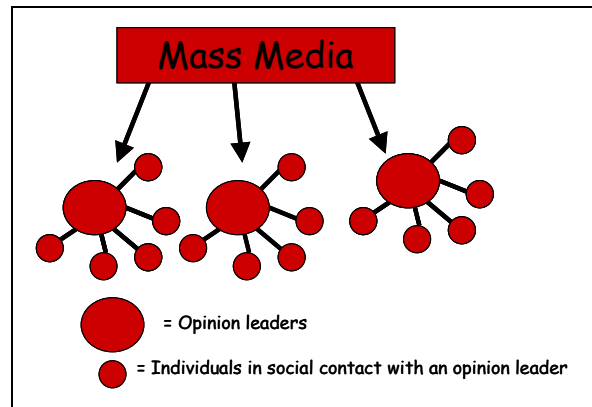 Mass Media
= Opinion leaders
= Individuals in social contact with an opinion leader